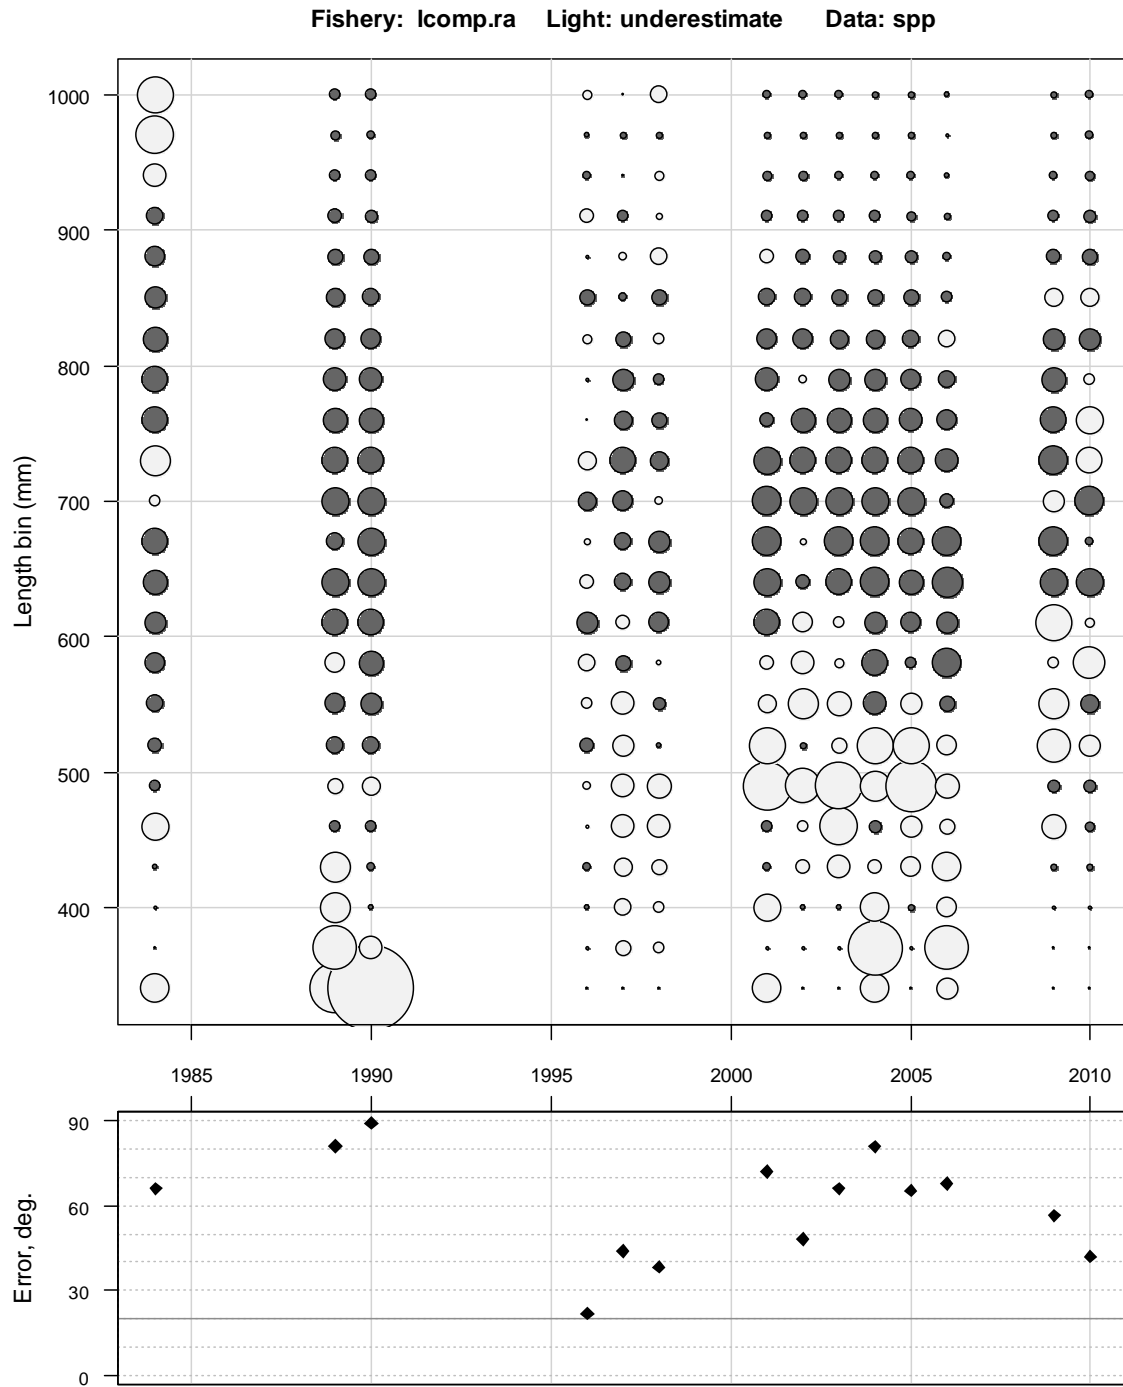 Fishery: lcomp.ra Light: underestimate Data: spp
1000
900
800
700
600
500
400
Length bin (mm)
1985 1990 1995 2000 2005 2010
90
60
30
0
Error, deg.